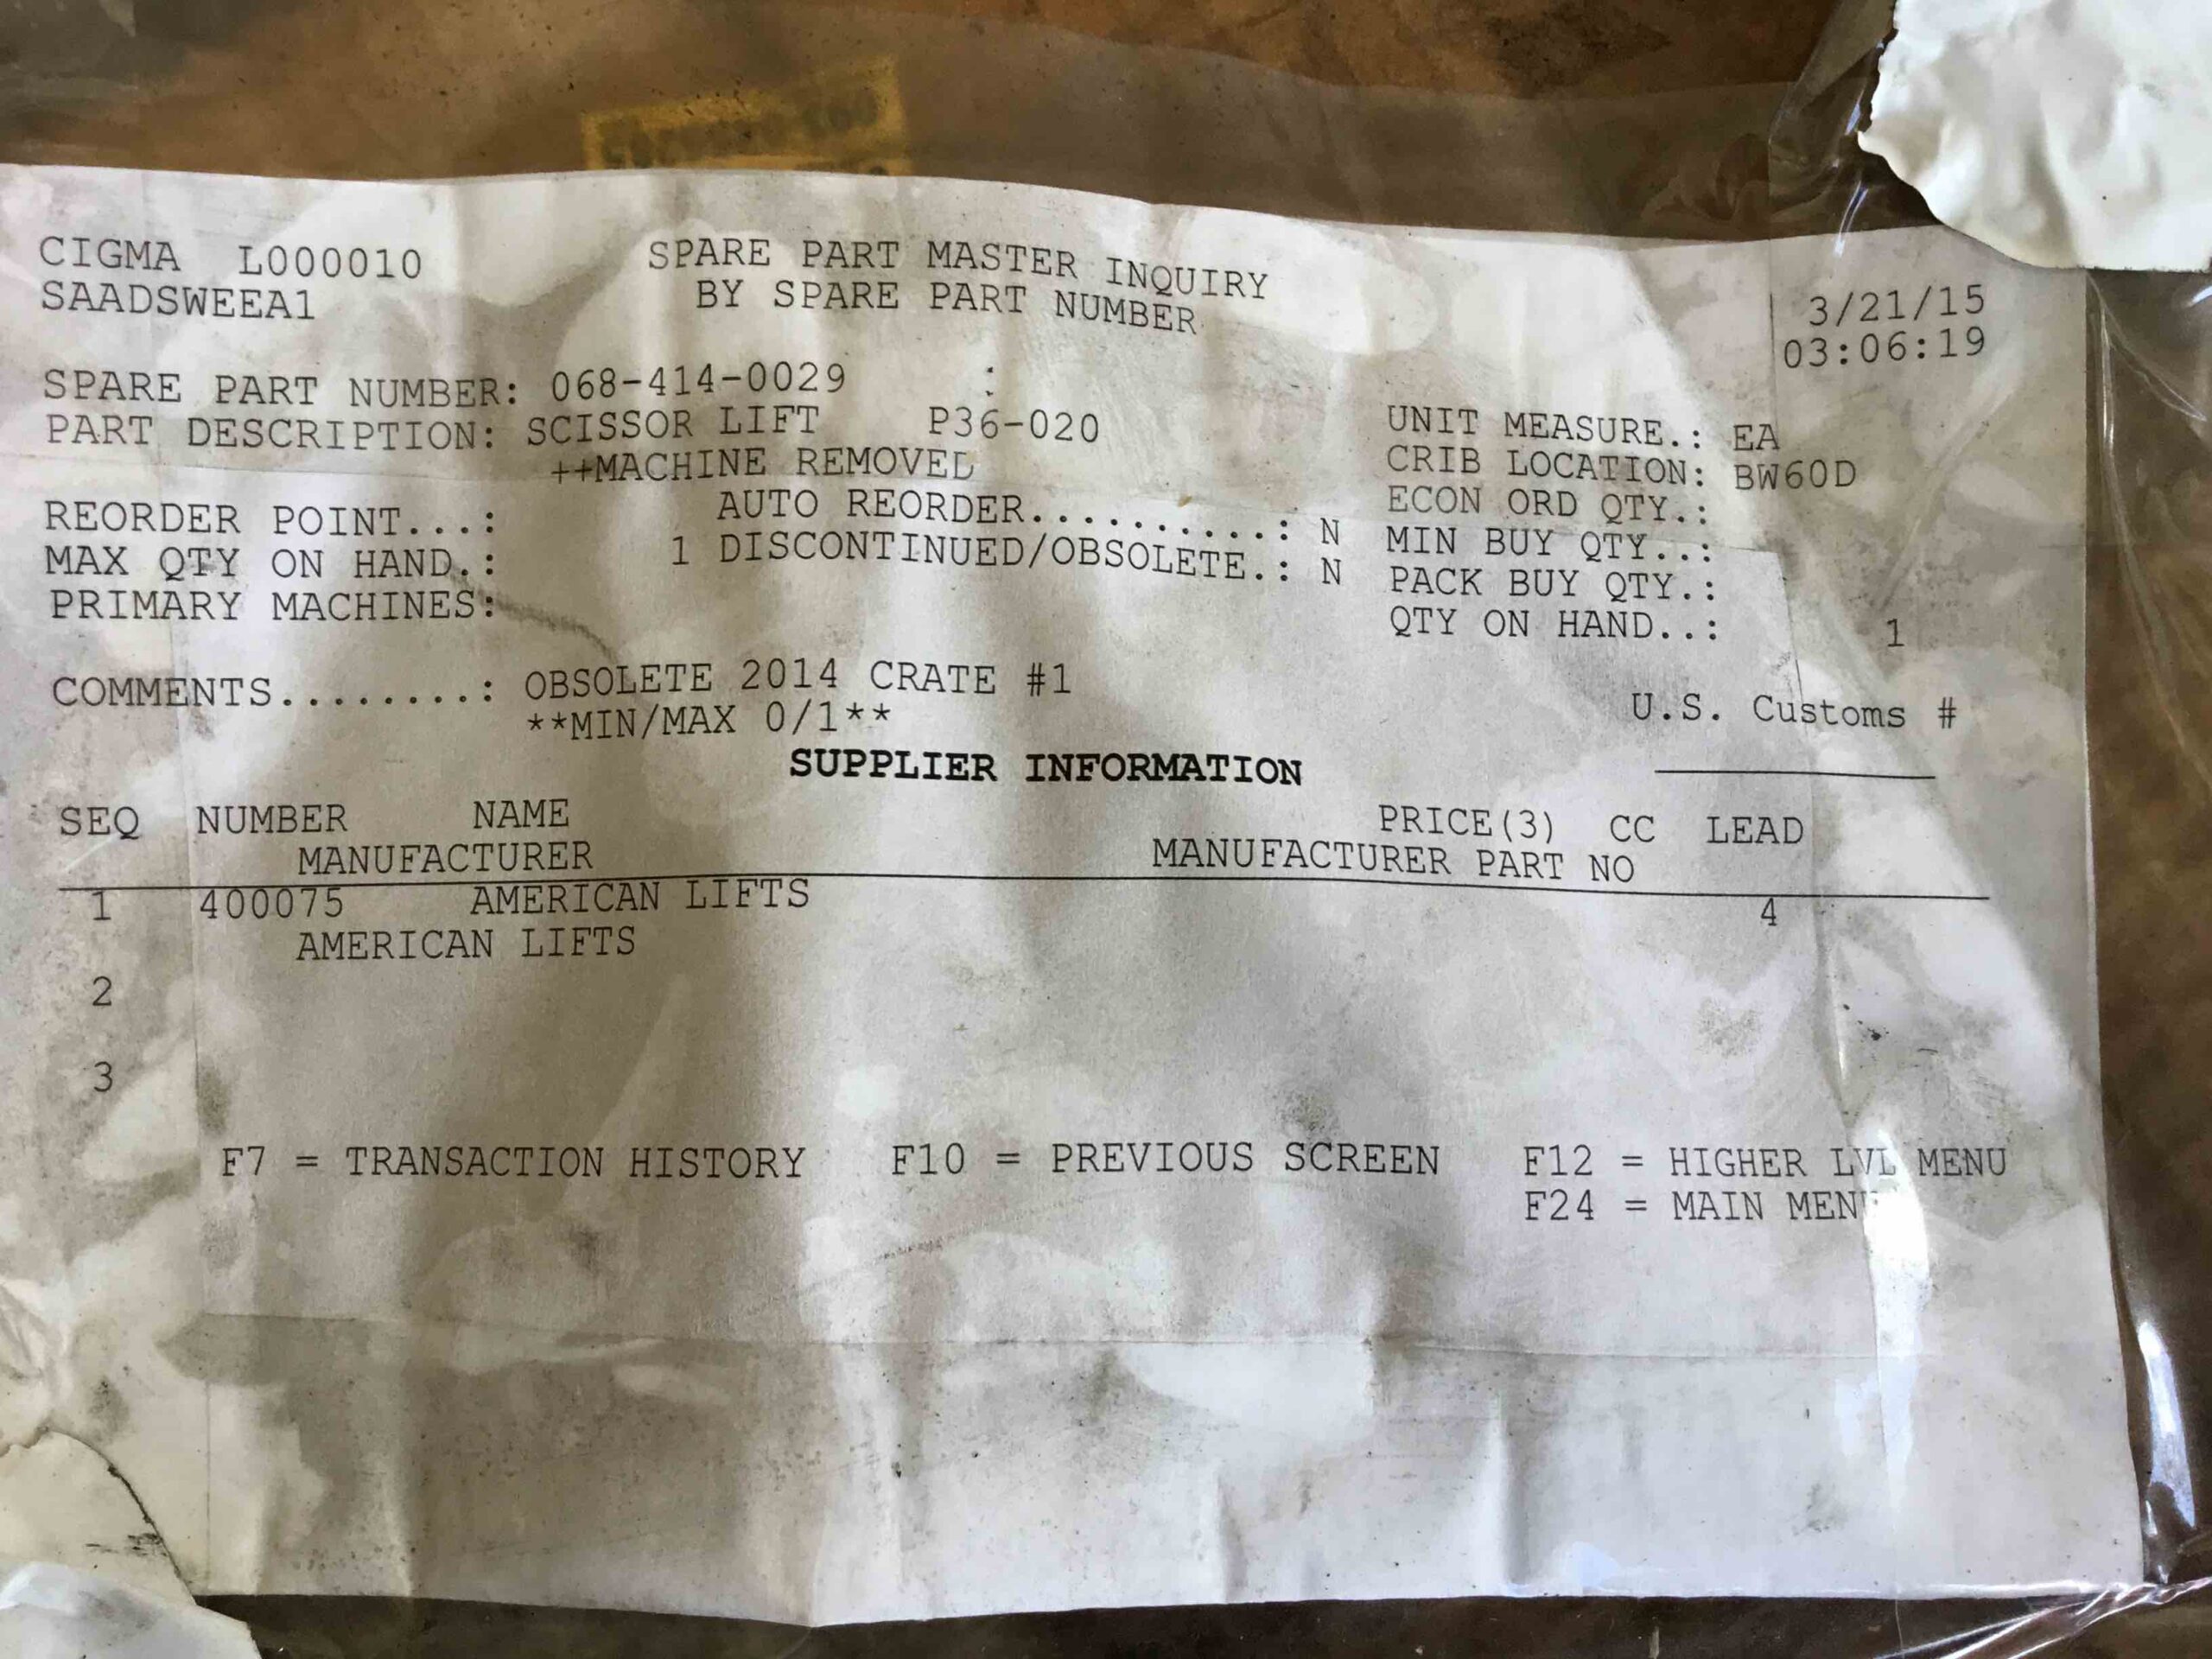 CIGMA L000010 SPARE PART MASTER INQUIRY
SAADSWEEA1 BY SPARE PART NUMBER 3/21/15
03:06:19
SPARE PART NUMBER: 068-414-0029 :
PART DESCRIPTION: SCISSOR LIFT P36-020 UNIT MEASURE.: EA
++MACHINE REMOVED CRIB LOCATION: BW60D
REORDER POINT...: AUTO REORDER..........: N ECON ORD QTY.:
MAX QTY ON HAND.: 1 DISCONTINUED/OBSOLETE.: N MIN BUY QTY..:
PRIMARY MACHINES: PACK BUY QTY.:
QTY ON HAND..: 1
COMMENTS........: OBSOLETE 2014 CRATE #1
**MIN/MAX 0/1** U.S. Customs #
SUPPLIER INFORMATION
SEQ NUMBER NAME PRICE(3) CC LEAD
MANUFACTURER MANUFACTURER PART NO
1 400075 AMERICAN LIFTS 4
AMERICAN LIFTS
2
3
F7 = TRANSACTION HISTORY F10 = PREVIOUS SCREEN F12 = HIGHER LVL MENU
F24 = MAIN MENU